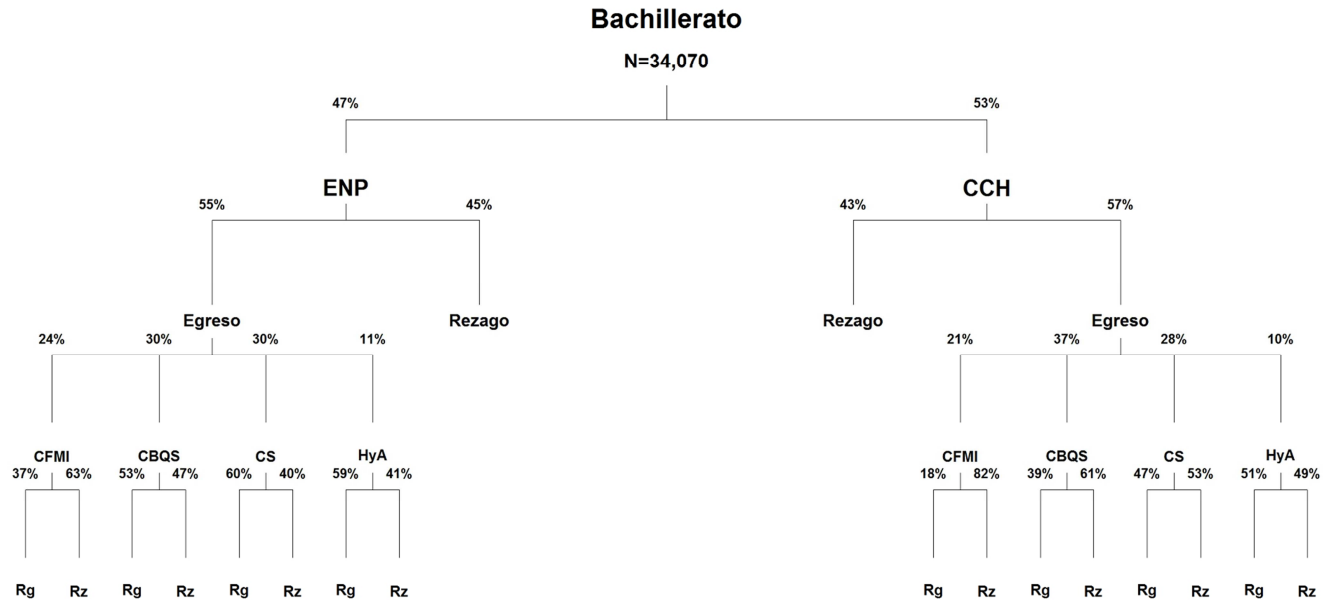 Bachillerato
N=34,070
47% 53%
ENP CCH
55% 45% 43% 57%
Egreso Rezago Rezago Egreso
24% 30% 30% 11% 21% 37% 28% 10%
CFMI CBQS CS HyA CFMI CBQS CS HyA
37% 63% 53% 47% 60% 40% 59% 41% 18% 82% 39% 61% 47% 53% 51% 49%
Rg Rz Rg Rz Rg Rz Rg Rz Rg Rz Rg Rz Rg Rz Rg Rz